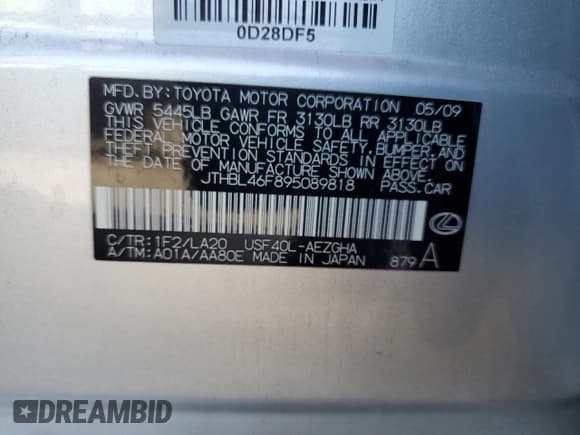 0D28DF5
MFD. BY: TOYOTA MOTOR CORPORATION 05/09
GVWR 5445LB GAWR FR 3130LB RR 3130LB
THIS VEHICLE CONFORMS TO ALL APPLICABLE
FEDERAL MOTOR VEHICLE SAFETY, BUMPER, AND
THEFT PREVENTION STANDARDS IN EFFECT ON
THE DATE OF MANUFACTURE SHOWN ABOVE.
JTHBL46F895089818 PASS. CAR
C/TR: 1F2/LA20 USF40L-AEZGHA
A/TM: A01A/AA80E MADE IN JAPAN 879 A
DREAMBID